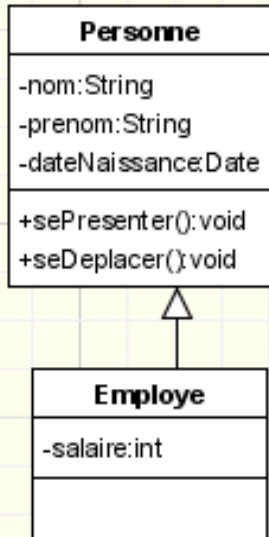 Personne
-nom:String
-prenom:String
-dateNaissance:Date
+sePresenter():void
+seDeplacer():void
Employe
-salaire:int